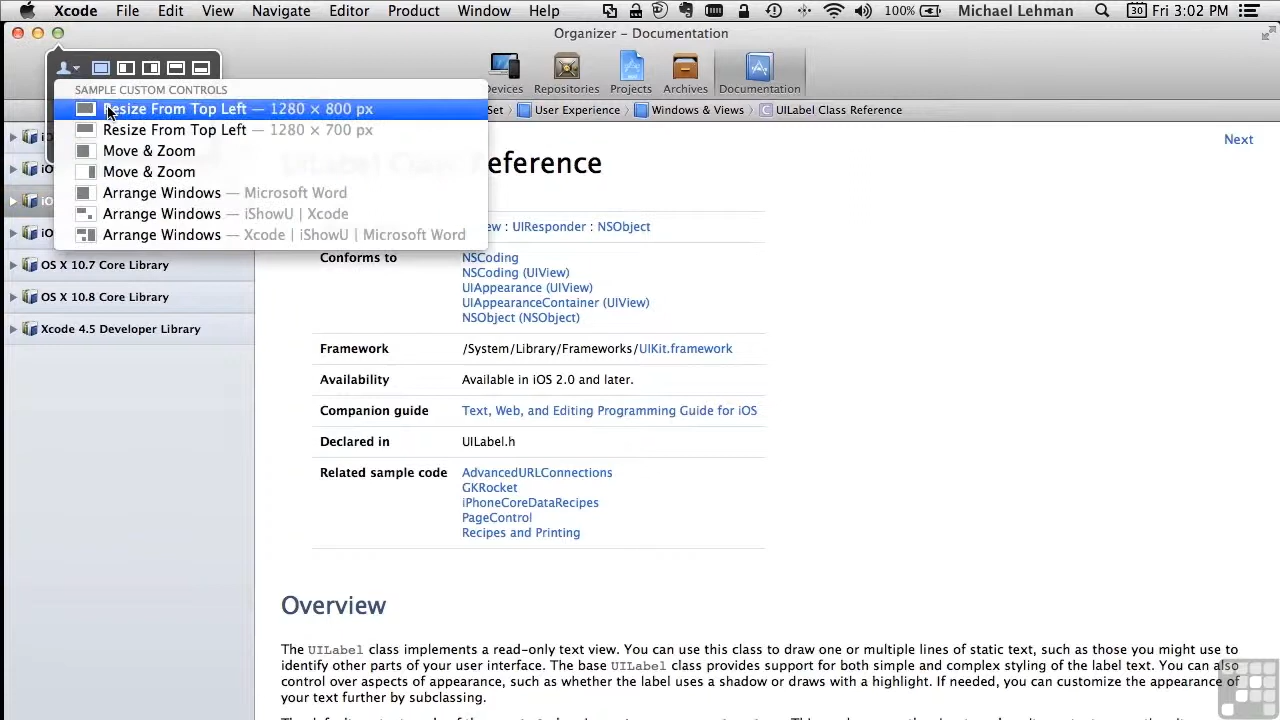 Xcode File Edit View Navigate Editor Product Window Help 100% Michael Lehman 30 Fri 3:02 PM
Organizer - Documentation
Devices Repositories Projects Archives Documentation
SAMPLE CUSTOM CONTROLS
Resize From Top Left — 1280 × 800 px
Resize From Top Left — 1280 × 700 px
Move & Zoom
Move & Zoom
Arrange Windows — Microsoft Word
Arrange Windows — iShowU | Xcode
Arrange Windows — Xcode | iShowU | Microsoft Word
Set User Experience Windows & Views UILabel Class Reference
Next
UILabel Class Reference
ew : UIResponder : NSObject
Conforms to
NSCoding
NSCoding (UIView)
UIAppearance (UIView)
UIAppearanceContainer (UIView)
NSObject (NSObject)
Framework /System/Library/Frameworks/UIKit.framework
Availability Available in iOS 2.0 and later.
Companion guide Text, Web, and Editing Programming Guide for iOS
Declared in UILabel.h
Related sample code AdvancedURLConnections
GKRocket
iPhoneCoreDataRecipes
PageControl
Recipes and Printing
OS X 10.7 Core Library
OS X 10.8 Core Library
Xcode 4.5 Developer Library
Overview
The UILabel class implements a read-only text view. You can use this class to draw one or multiple lines of static text, such as those you might use to
identify other parts of your user interface. The base UILabel class provides support for both simple and complex styling of the label text. You can also
control over aspects of appearance, such as whether the label uses a shadow or draws with a highlight. If needed, you can customize the appearance of
your text further by subclassing.